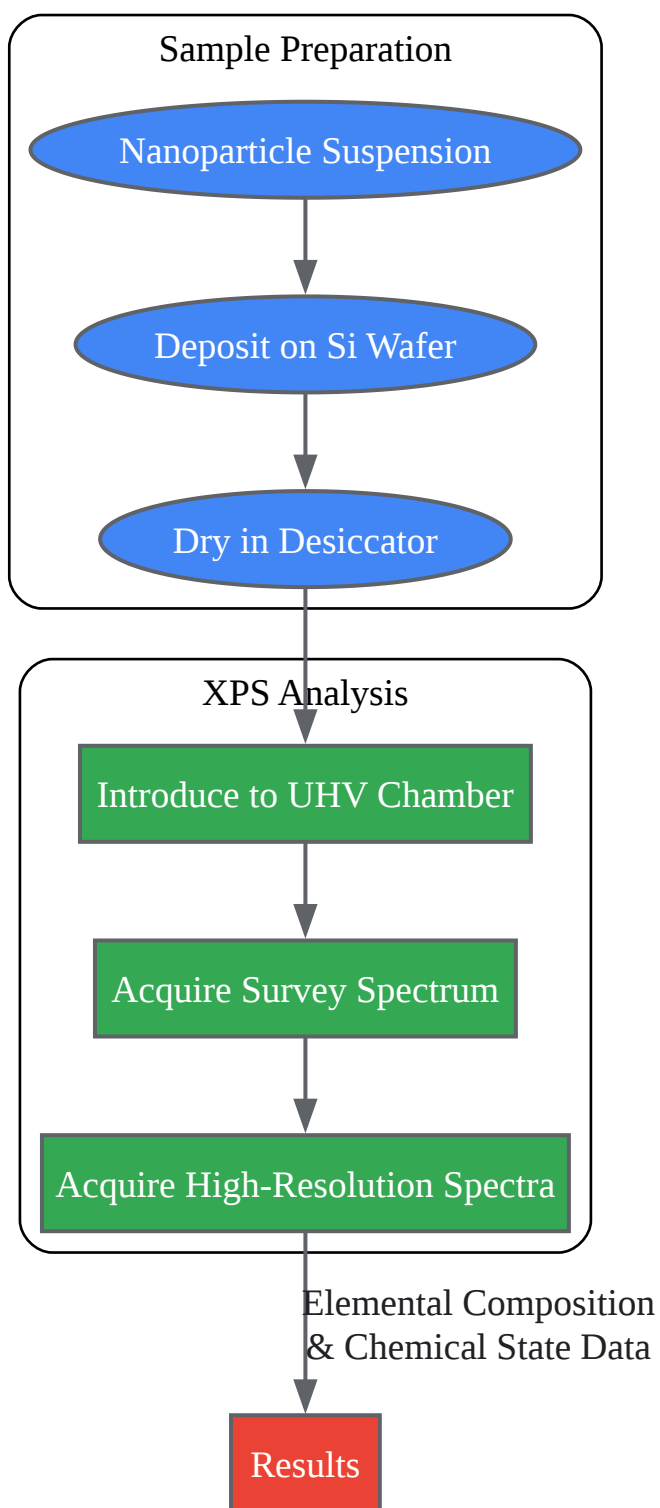 Sample Preparation
Nanoparticle Suspension
Deposit on Si Wafer
Dry in Desiccator
XPS Analysis
Introduce to UHV Chamber
Acquire Survey Spectrum
Acquire High-Resolution Spectra
Elemental Composition
& Chemical State Data
Results